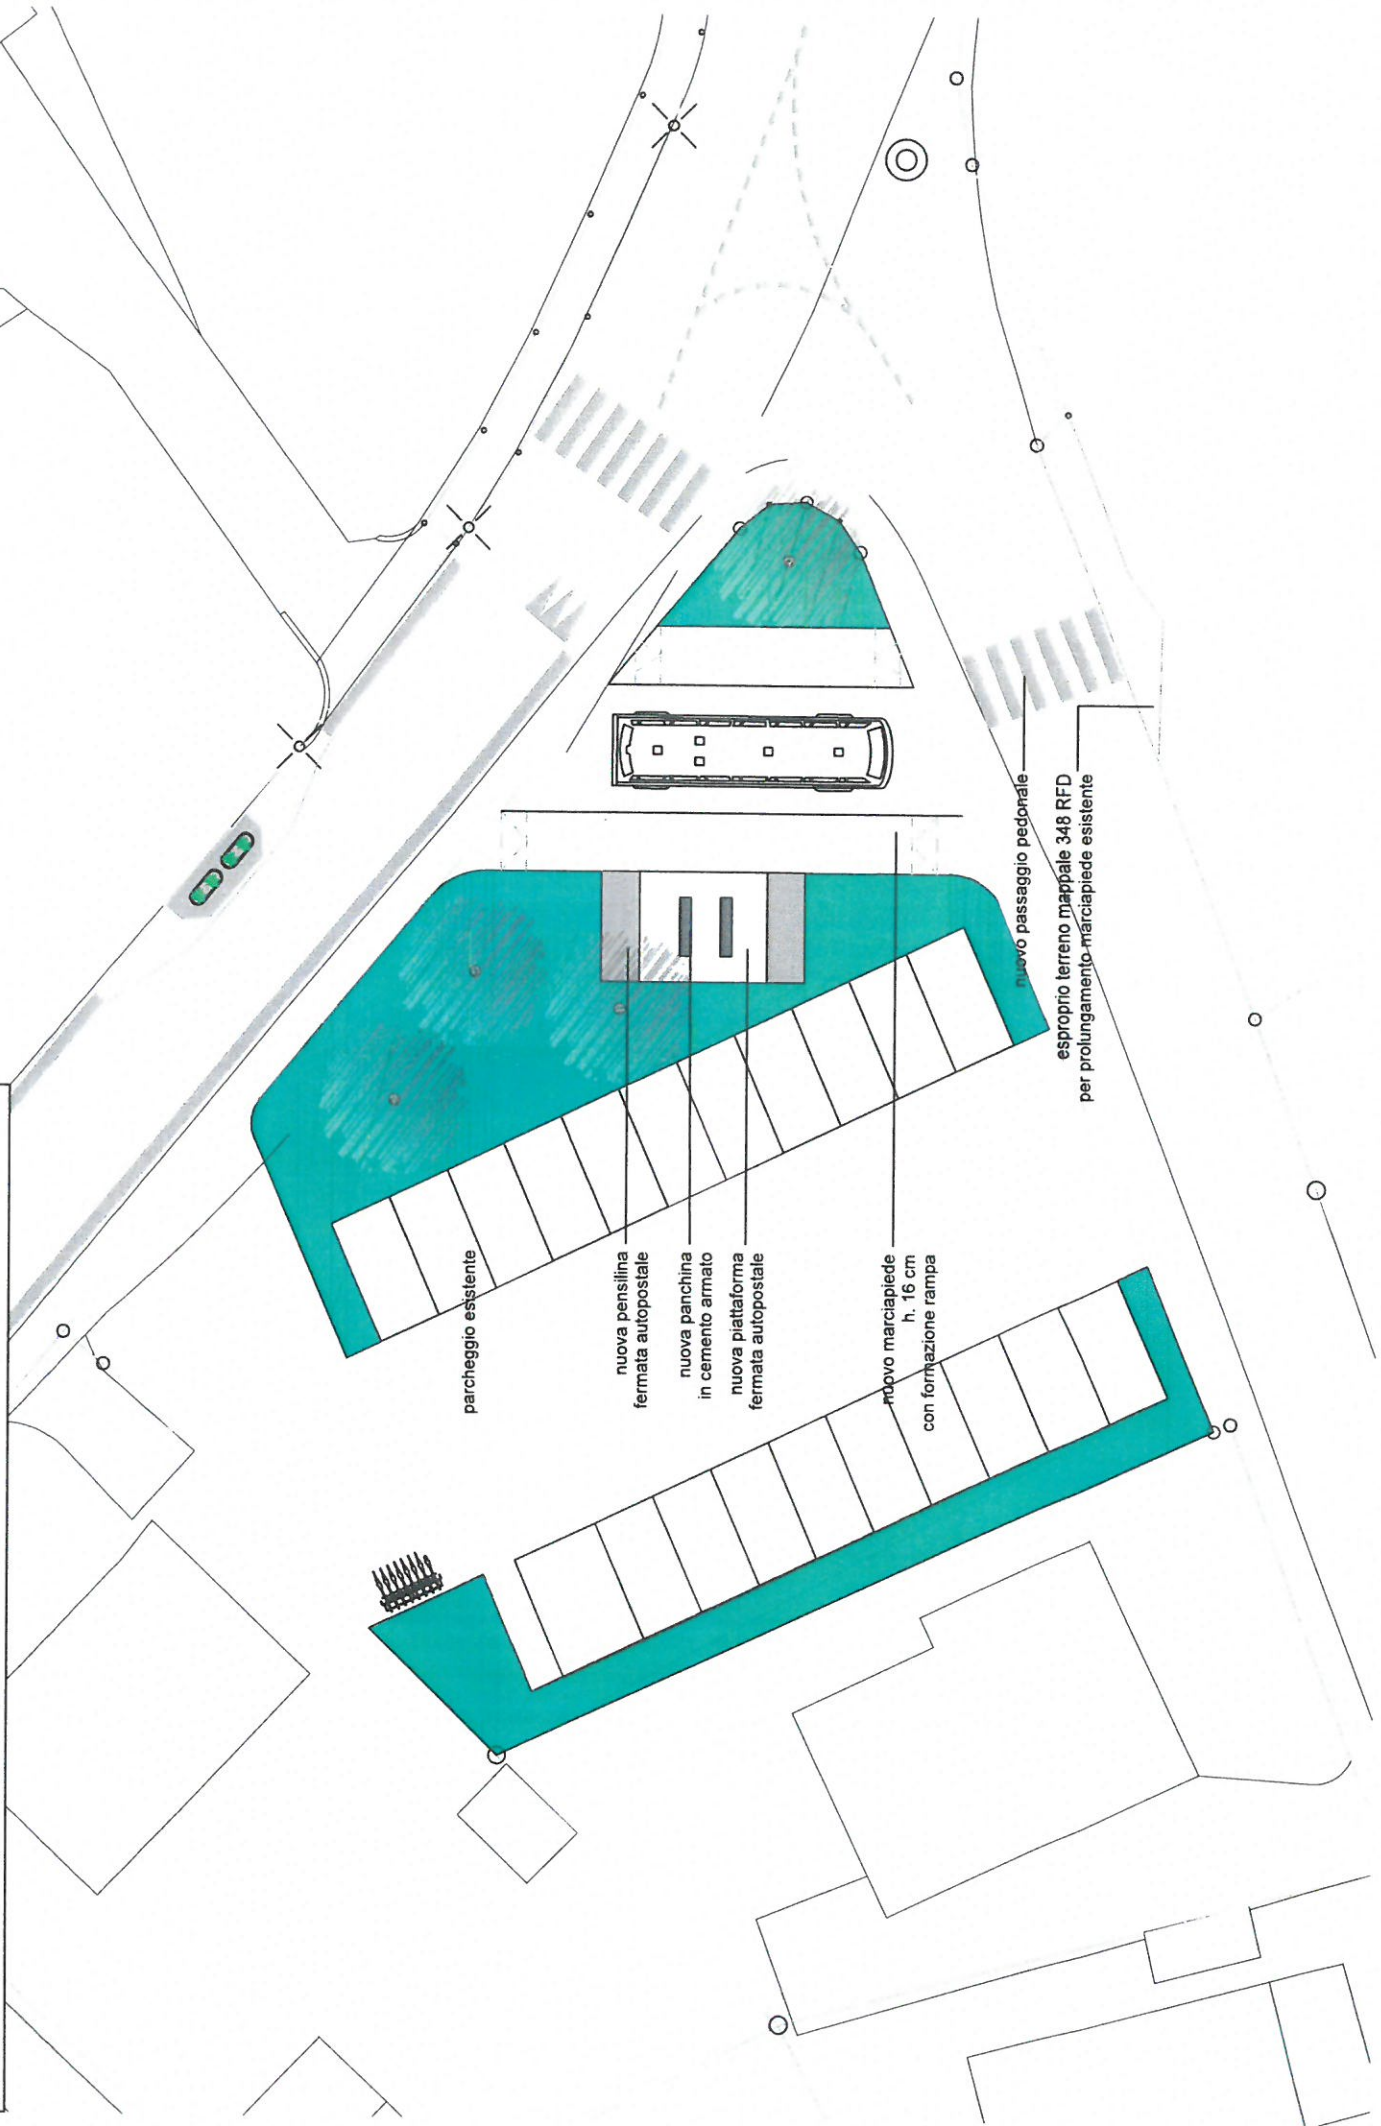 parcheggio esistente
nuova pensilina
fermata autopostale
nuova panchina
in cemento armato
nuova piattaforma
fermata autopostale
nuovo marciapiede
h. 16 cm
con formazione rampa
nuovo passaggio pedonale
esproprio terreno mappale 348 RFD
per prolungamento marciapiede esistente